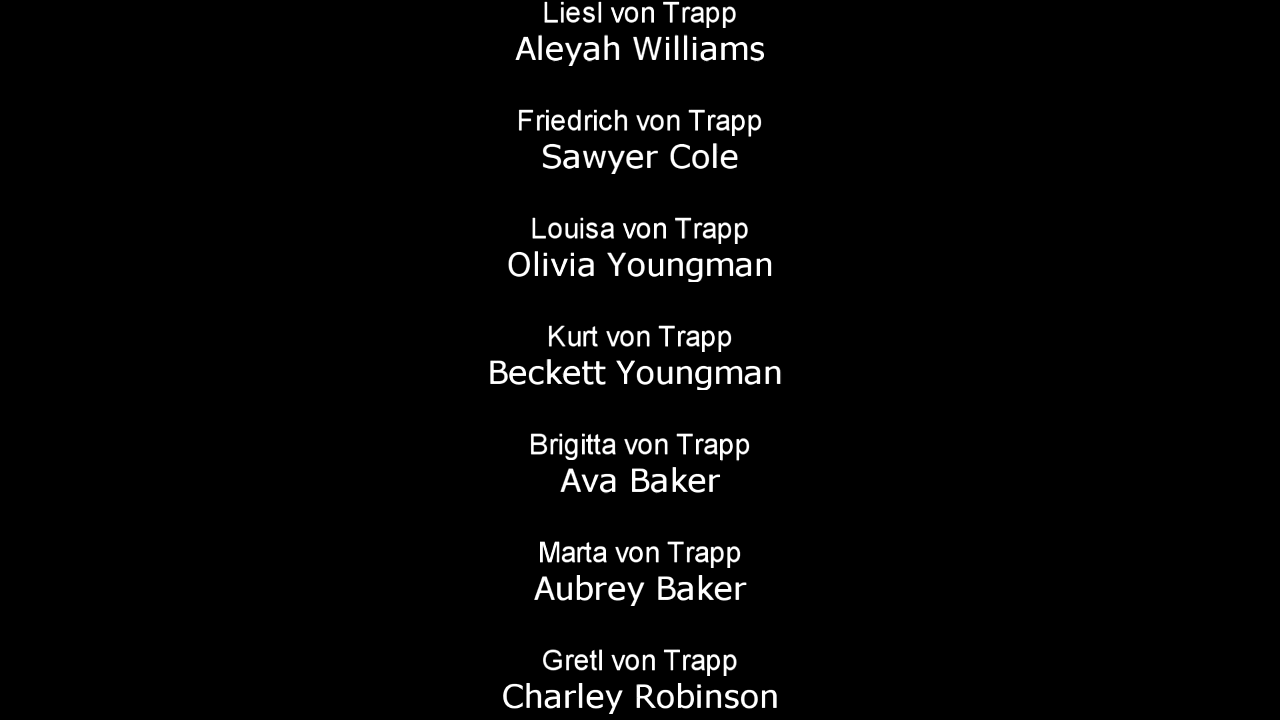 Liesl von Trapp
Aleyah Williams
Friedrich von Trapp
Sawyer Cole
Louisa von Trapp
Olivia Youngman
Kurt von Trapp
Beckett Youngman
Brigitta von Trapp
Ava Baker
Marta von Trapp
Aubrey Baker
Gretl von Trapp
Charley Robinson